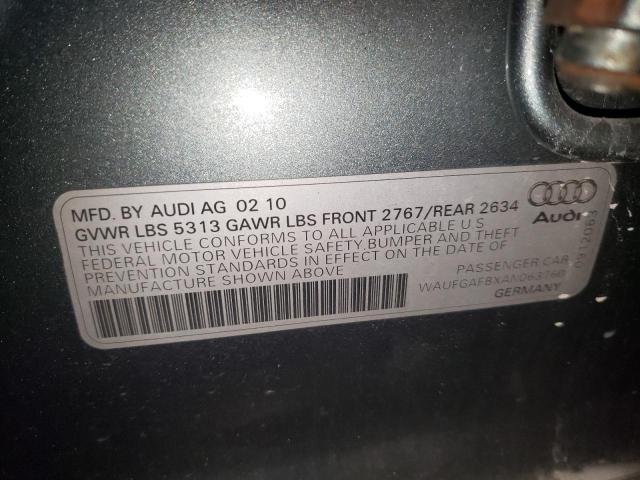 MFD. BY AUDI AG 02 10
GVWR LBS 5313 GAWR LBS FRONT 2767/REAR 2634
THIS VEHICLE CONFORMS TO ALL APPLICABLE U S
FEDERAL MOTOR VEHICLE SAFETY,BUMPER AND THEFT
PREVENTION STANDARDS IN EFFECT ON THE DATE OF
MANUFACTURE SHOWN ABOVE
Audi
PASSENGER CAR
WAUFGAFBXAN063760
GERMANY
0912063